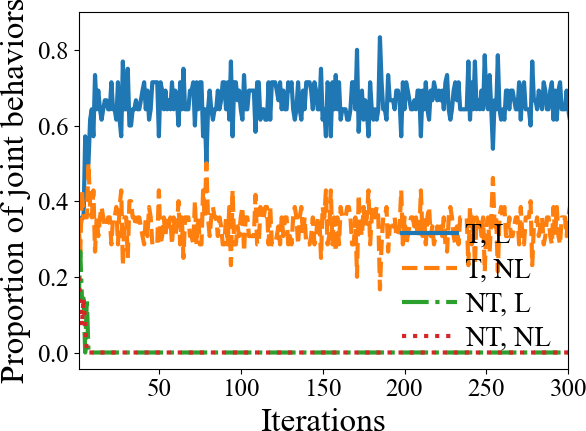 Proportion of joint behaviors
0.8
0.6
0.4
0.2
0.0
T, L
T, NL
NT, L
NT, NL
50
100
150
200
250
300
Iterations